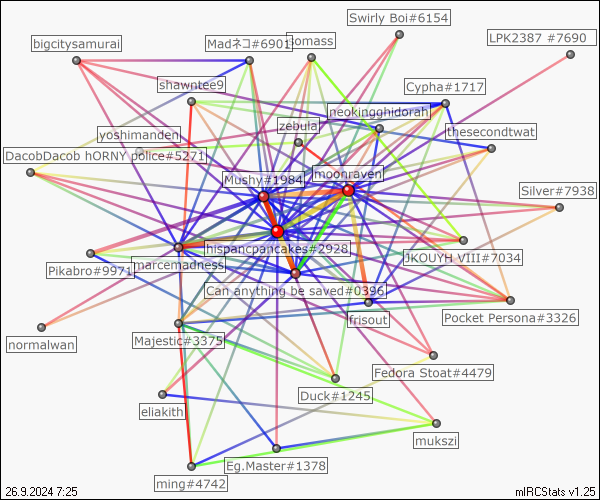 Swirly Boi#6154
bigcitysamurai
Madネコ#6901
omass
LPK2387 #7690
shawntee9
Cypha#1717
neokingghidorah
zebula
yoshimanden
thesecondtwat
DacobDacob hORNY police#5271
Mushy#1984
moonraven
Silver#7938
hispancpancakes#2928
JKOUYH VIII#7034
Pikabro#9971
marcemadness
Can anything be saved#0396
frisout
Pocket Persona#3326
normalwan
Majestic#3375
Fedora Stoat#4479
Duck#1245
eliakith
mukszi
Eg.Master#1378
ming#4742
26.9.2024 7:25
mIRCStats v1.25